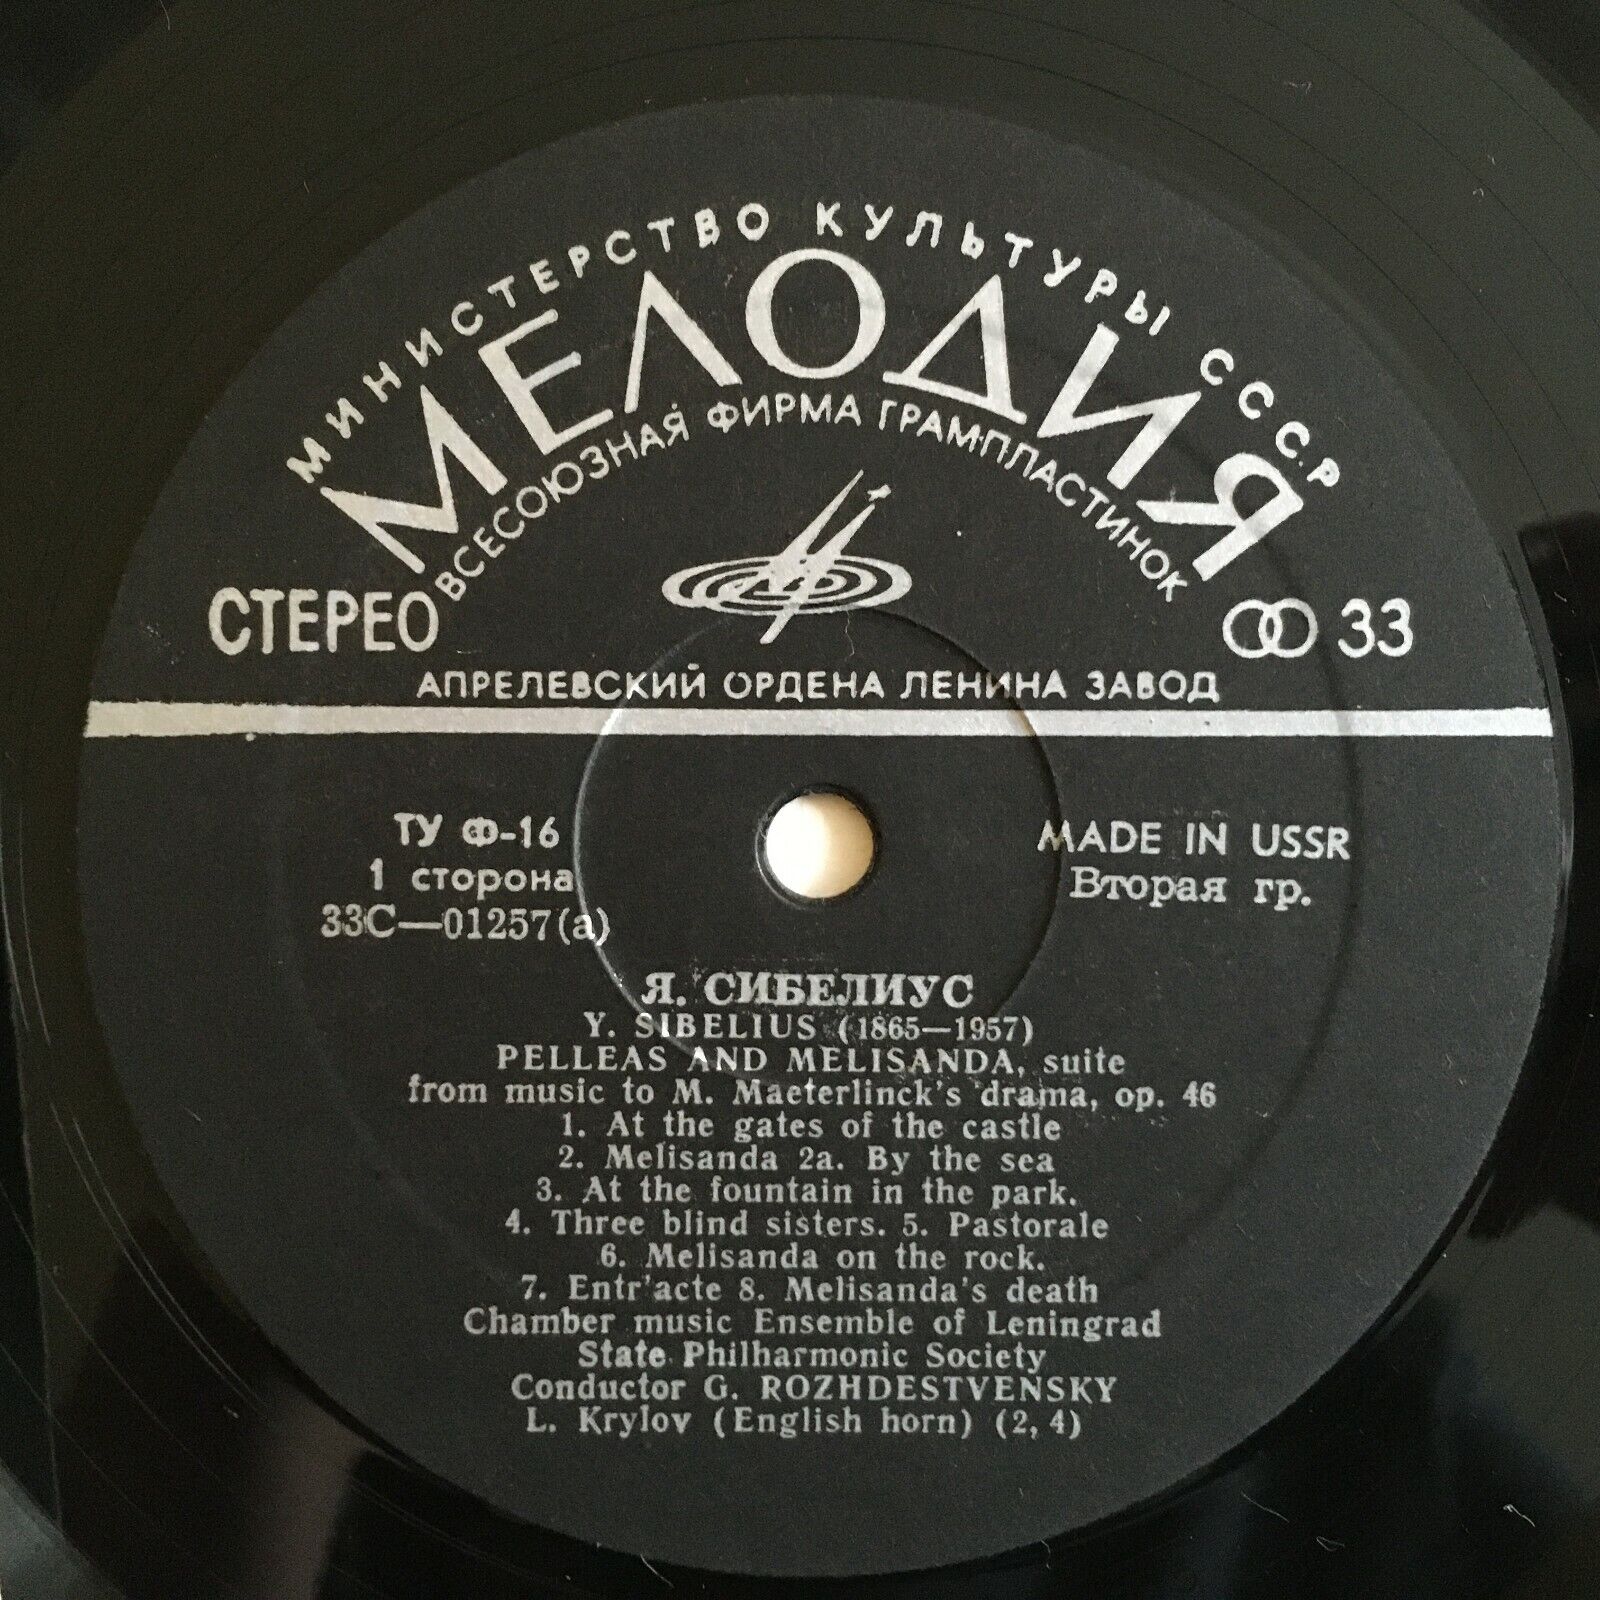 МИНИСТЕРСТВО КУЛЬТУРЫ СССР
МЕЛОДИЯ
ВСЕСОЮЗНАЯ ФИРМА ГРАМПЛАСТИНОК
СТЕРЕО
33
АПРЕЛЕВСКИЙ ОРДЕНА ЛЕНИНА ЗАВОД
ТУ Ф-16
1 сторона
33С—01257(а)
MADE IN USSR
Вторая гр.
Я. СИБЕЛИУС
Y. SIBELIUS (1865—1957)
PELLEAS AND MELISANDA, suite
from music to M. Maeterlinck's drama, op. 46
1. At the gates of the castle
2. Melisanda 2a. By the sea
3. At the fountain in the park.
4. Three blind sisters. 5. Pastorale
6. Melisanda on the rock.
7. Entr'acte 8. Melisanda's death
Chamber music Ensemble of Leningrad
State Philharmonic Society
Conductor G. ROZHDESTVENSKY
L. Krylov (English horn) (2, 4)